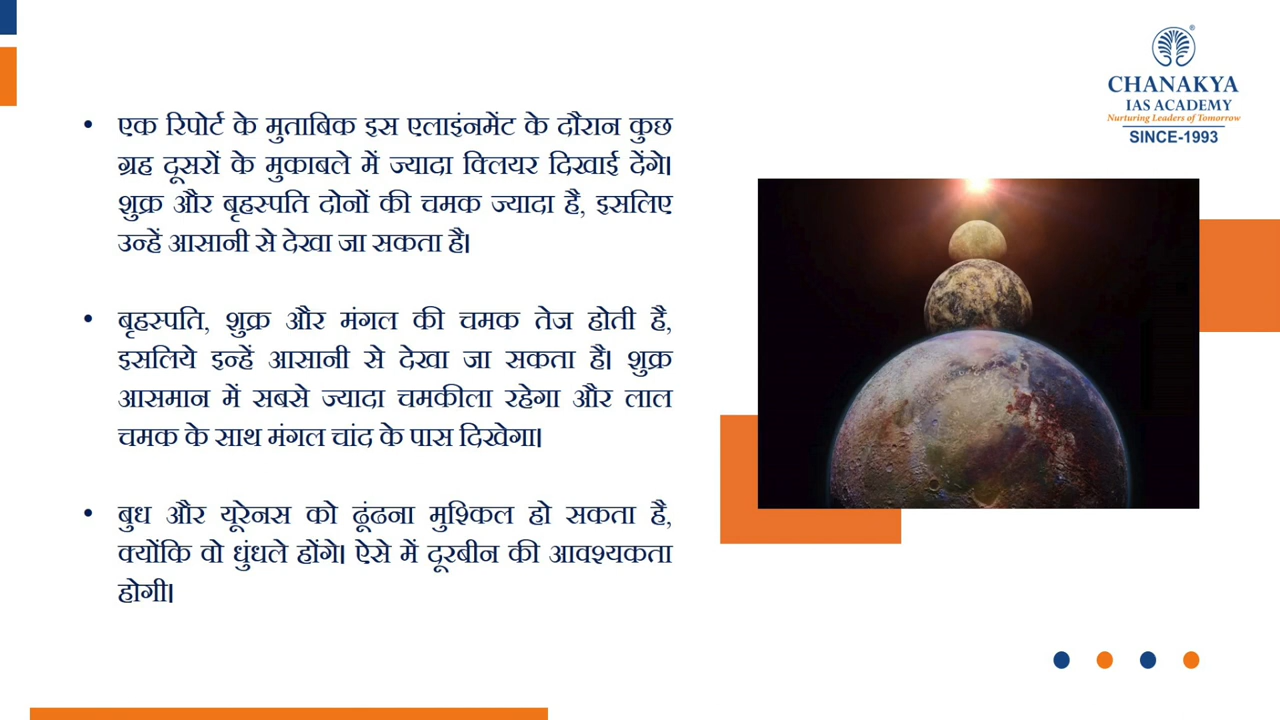 • एक रिपोर्ट के मुताबिक इस एलाइंनमेंट के दौरान कुछ
ग्रह दूसरों के मुकाबले में ज्यादा क्लियर दिखाई देंगे।
शुक्र और बृहस्पति दोनों की चमक ज्यादा है, इसलिए
उन्हें आसानी से देखा जा सकता है।
• बृहस्पति, शुक्र और मंगल की चमक तेज होती है,
इसलिये इन्हें आसानी से देखा जा सकता है। शुक्र
आसमान में सबसे ज्यादा चमकीला रहेगा और लाल
चमक के साथ मंगल चांद के पास दिखेगा।
• बुध और यूरेनस को ढूंढना मुश्किल हो सकता है,
क्योंकि वो धुंधले होंगे। ऐसे में दूरबीन की आवश्यकता
होगी।
®
CHANAKYA
IAS ACADEMY
Nurturing Leaders of Tomorrow
SINCE-1993